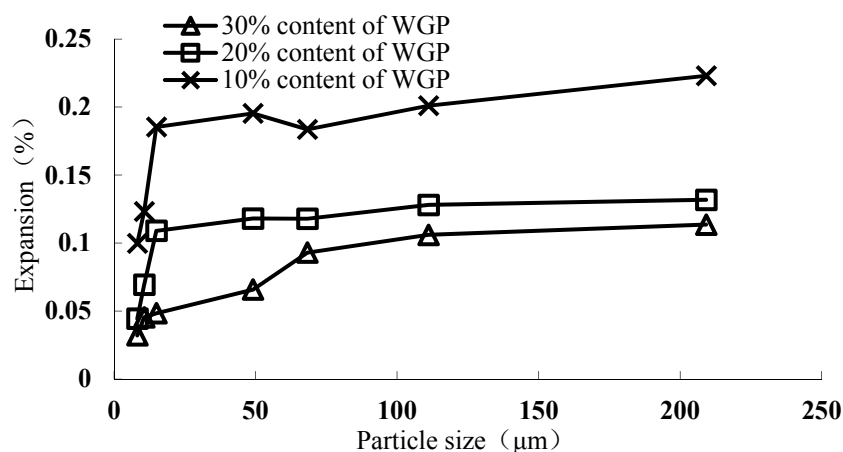 30% content of WGP
20% content of WGP
10% content of WGP
0.25
0.2
0.15
0.1
0.05
0
Expansion（%）
0 50 100 150 200 250
Particle size（μm）